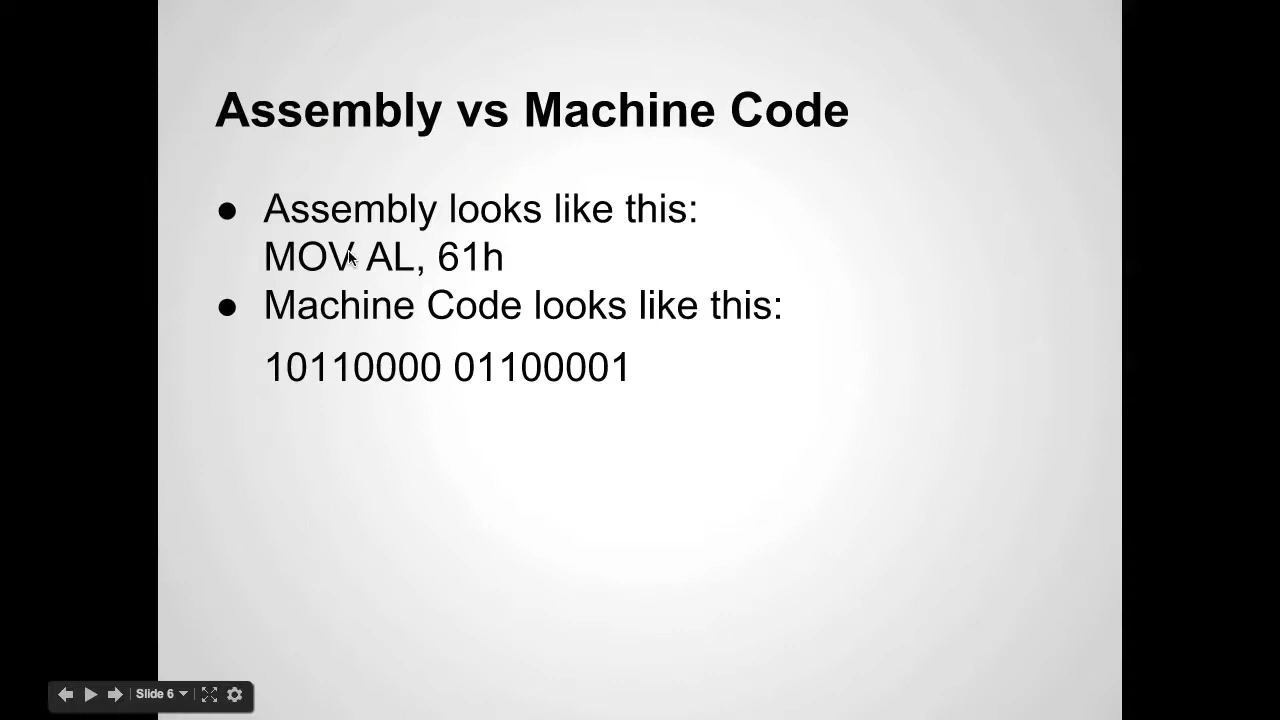 Assembly vs Machine Code
● Assembly looks like this:
MOV AL, 61h
● Machine Code looks like this:
10110000 01100001
Slide 6